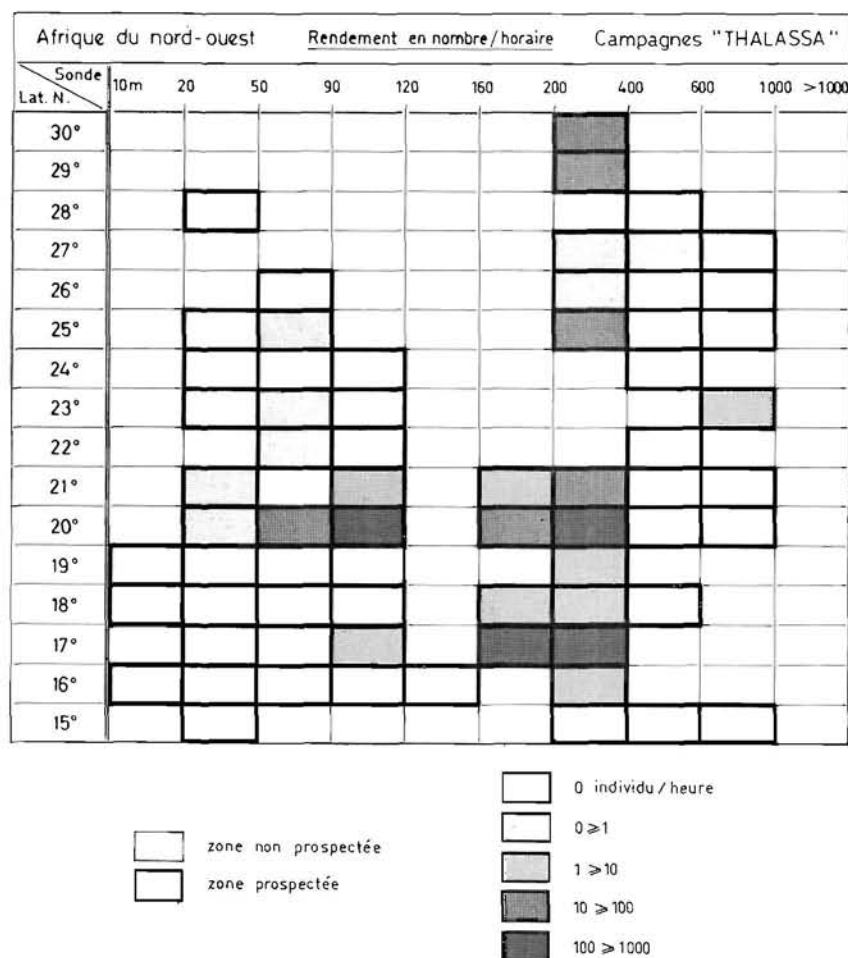 Afrique du nord-ouest Rendement en nombre/horaire Campagnes "THALASSA"
Sonde
Lat. N.
10m 20 50 90 120 160 200 400 600 1000 >1000
30°
29°
28°
27°
26°
25°
24°
23°
22°
21°
20°
19°
18°
17°
16°
15°
zone non prospectée
zone prospectée
0 individu/heure
0 ⩾ 1
1 ⩾ 10
10 ⩾ 100
100 ⩾ 1000